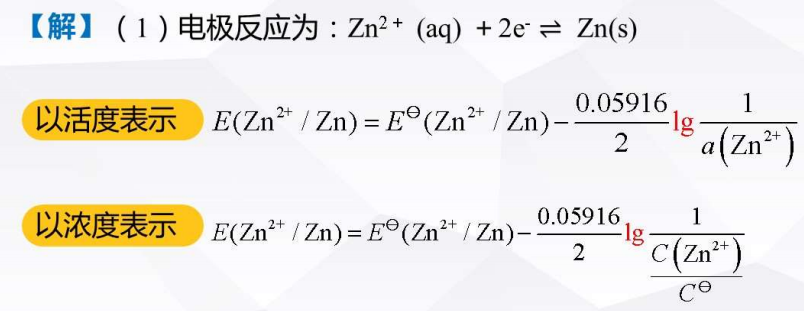 【解】（1）电极反应为：Zn²⁺ (aq) + 2e⁻ ⇌ Zn(s)
以活度表示 E(Zn²⁺ / Zn) = E^⊖(Zn²⁺ / Zn) − 0.05916/2 lg 1/a(Zn²⁺)
以浓度表示 E(Zn²⁺ / Zn) = E^⊖(Zn²⁺ / Zn) − 0.05916/2 lg 1/(C(Zn²⁺)/C^⊖)